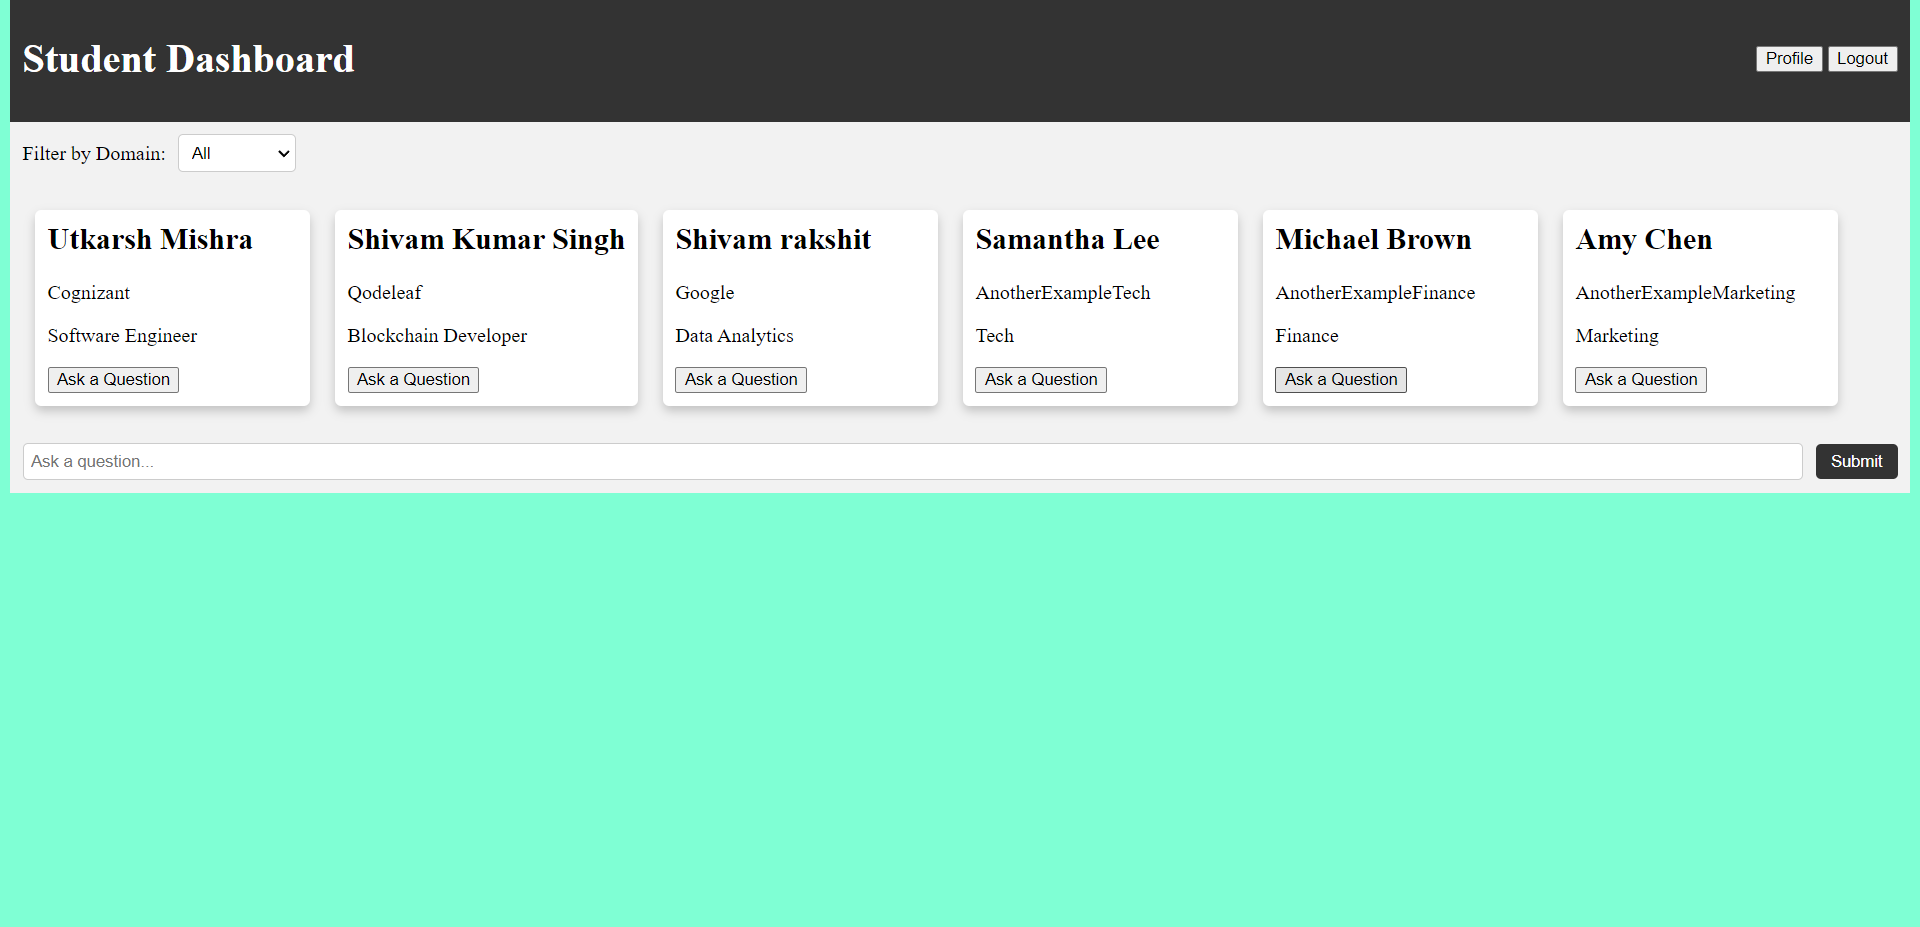 Student Dashboard
Profile Logout
Filter by Domain: All
Utkarsh Mishra
Cognizant
Software Engineer
Ask a Question
Shivam Kumar Singh
Qodeleaf
Blockchain Developer
Ask a Question
Shivam rakshit
Google
Data Analytics
Ask a Question
Samantha Lee
AnotherExampleTech
Tech
Ask a Question
Michael Brown
AnotherExampleFinance
Finance
Ask a Question
Amy Chen
AnotherExampleMarketing
Marketing
Ask a Question
Ask a question... Submit